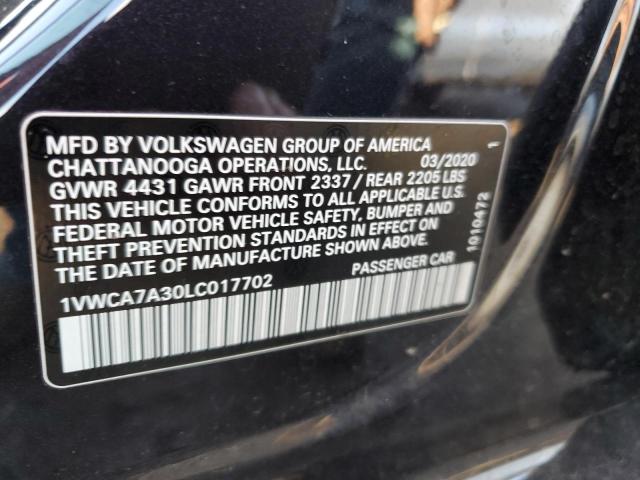 MFD BY VOLKSWAGEN GROUP OF AMERICA
CHATTANOOGA OPERATIONS, LLC. 03/2020
GVWR 4431 GAWR FRONT 2337 / REAR 2205 LBS
THIS VEHICLE CONFORMS TO ALL APPLICABLE U.S.
FEDERAL MOTOR VEHICLE SAFETY, BUMPER AND
THEFT PREVENTION STANDARDS IN EFFECT ON
THE DATE OF MANUFACTURE SHOWN ABOVE.
1VWCA7A30LC017702 PASSENGER CAR
1010472
1